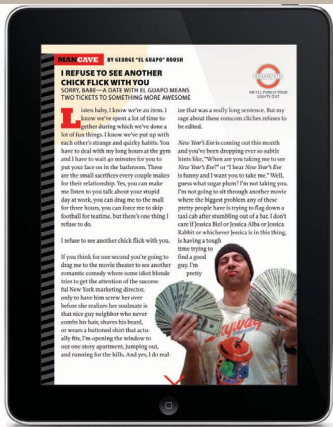 MANCAVE BY GEORGE "EL GUAPO" ROUSH
I REFUSE TO SEE ANOTHER
CHICK FLICK WITH YOU
SORRY, BABE—A DATE WITH EL GUAPO MEANS
TWO TICKETS TO SOMETHING MORE AWESOME
OR I'LL PUNCH YOUR
LIGHTS OUT
Listen baby, I know we're an item. I
know we've spent a lot of time to-
gether during which we've done a
lot of fun things. I know we've put up with
each other's strange and quirky habits. You
have to deal with my long hours at the gym
and I have to wait 40 minutes for you to
put your face on in the bathroom. These
are the small sacrifices every couple makes
for their relationship. Yes, you can make
me listen to you talk about your stupid
day at work, you can drag me to the mall
for three hours, you can force me to skip
football for teatime, but there's one thing I
refuse to do.
I refuse to see another chick flick with you.
If you think for one second you're going to
drag me to the movie theater to see another
romantic comedy where some idiot blonde
tries to get the attention of the success-
ful New York marketing director,
only to have him screw her over
before she realizes her soulmate is
that nice guy neighbor who never
combs his hair, shaves his beard,
or wears a buttoned shirt that actu-
ally fits, I'm opening the window to
our one-story apartment, jumping out,
and running for the hills. And yes, I do real-
ize that was a really long sentence. But my
rage about these romcom cliches refuses to
be edited.
New Year's Eve is coming out this month
and you've been dropping ever so subtle
hints like, "When are you taking me to see
New Year's Eve?" or "I hear New Year's Eve
is funny and I want you to take me." Well,
guess what sugar plum? I'm not taking you.
I'm not going to sit through another movie
where the biggest problem any of these
pretty people have is trying to flag down a
taxi cab after stumbling out of a bar. I don't
care if Jessica Biel or Jessica Alba or Jessica
Rabbit or whichever Jessica is in this thing,
is having a tough
time trying to
find a good
guy. I'm
pretty